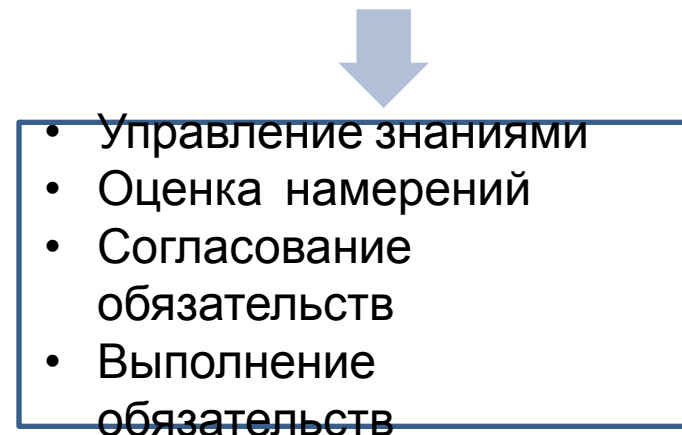 • Управление знаниями
• Оценка намерений
• Согласование
обязательств
• Выполнение
обязательств